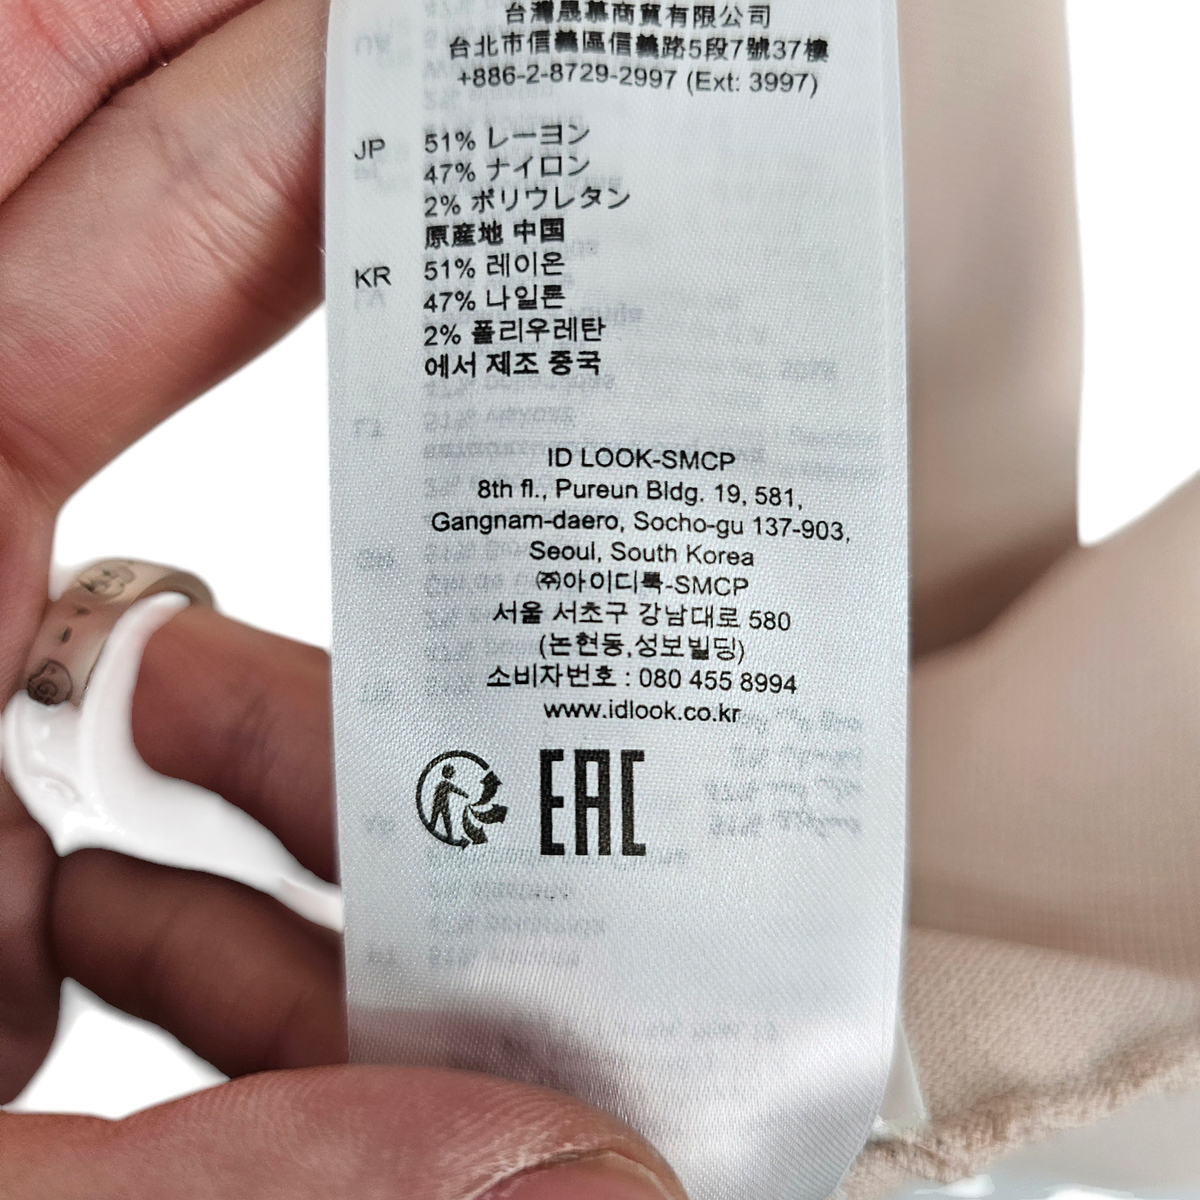 台灣晟慕商貿有限公司
台北市信義區信義路5段7號37樓
+886-2-8729-2997 (Ext: 3997)
JP 51% レーヨン
47% ナイロン
2% ポリウレタン
原産地 中国
KR 51% 레이온
47% 나일론
2% 폴리우레탄
에서 제조 중국
ID LOOK-SMCP
8th fl., Pureun Bldg. 19, 581,
Gangnam-daero, Socho-gu 137-903,
Seoul, South Korea
㈜아이디룩-SMCP
서울 서초구 강남대로 580
(논현동,성보빌딩)
소비자번호 : 080 455 8994
www.idlook.co.kr
EAC